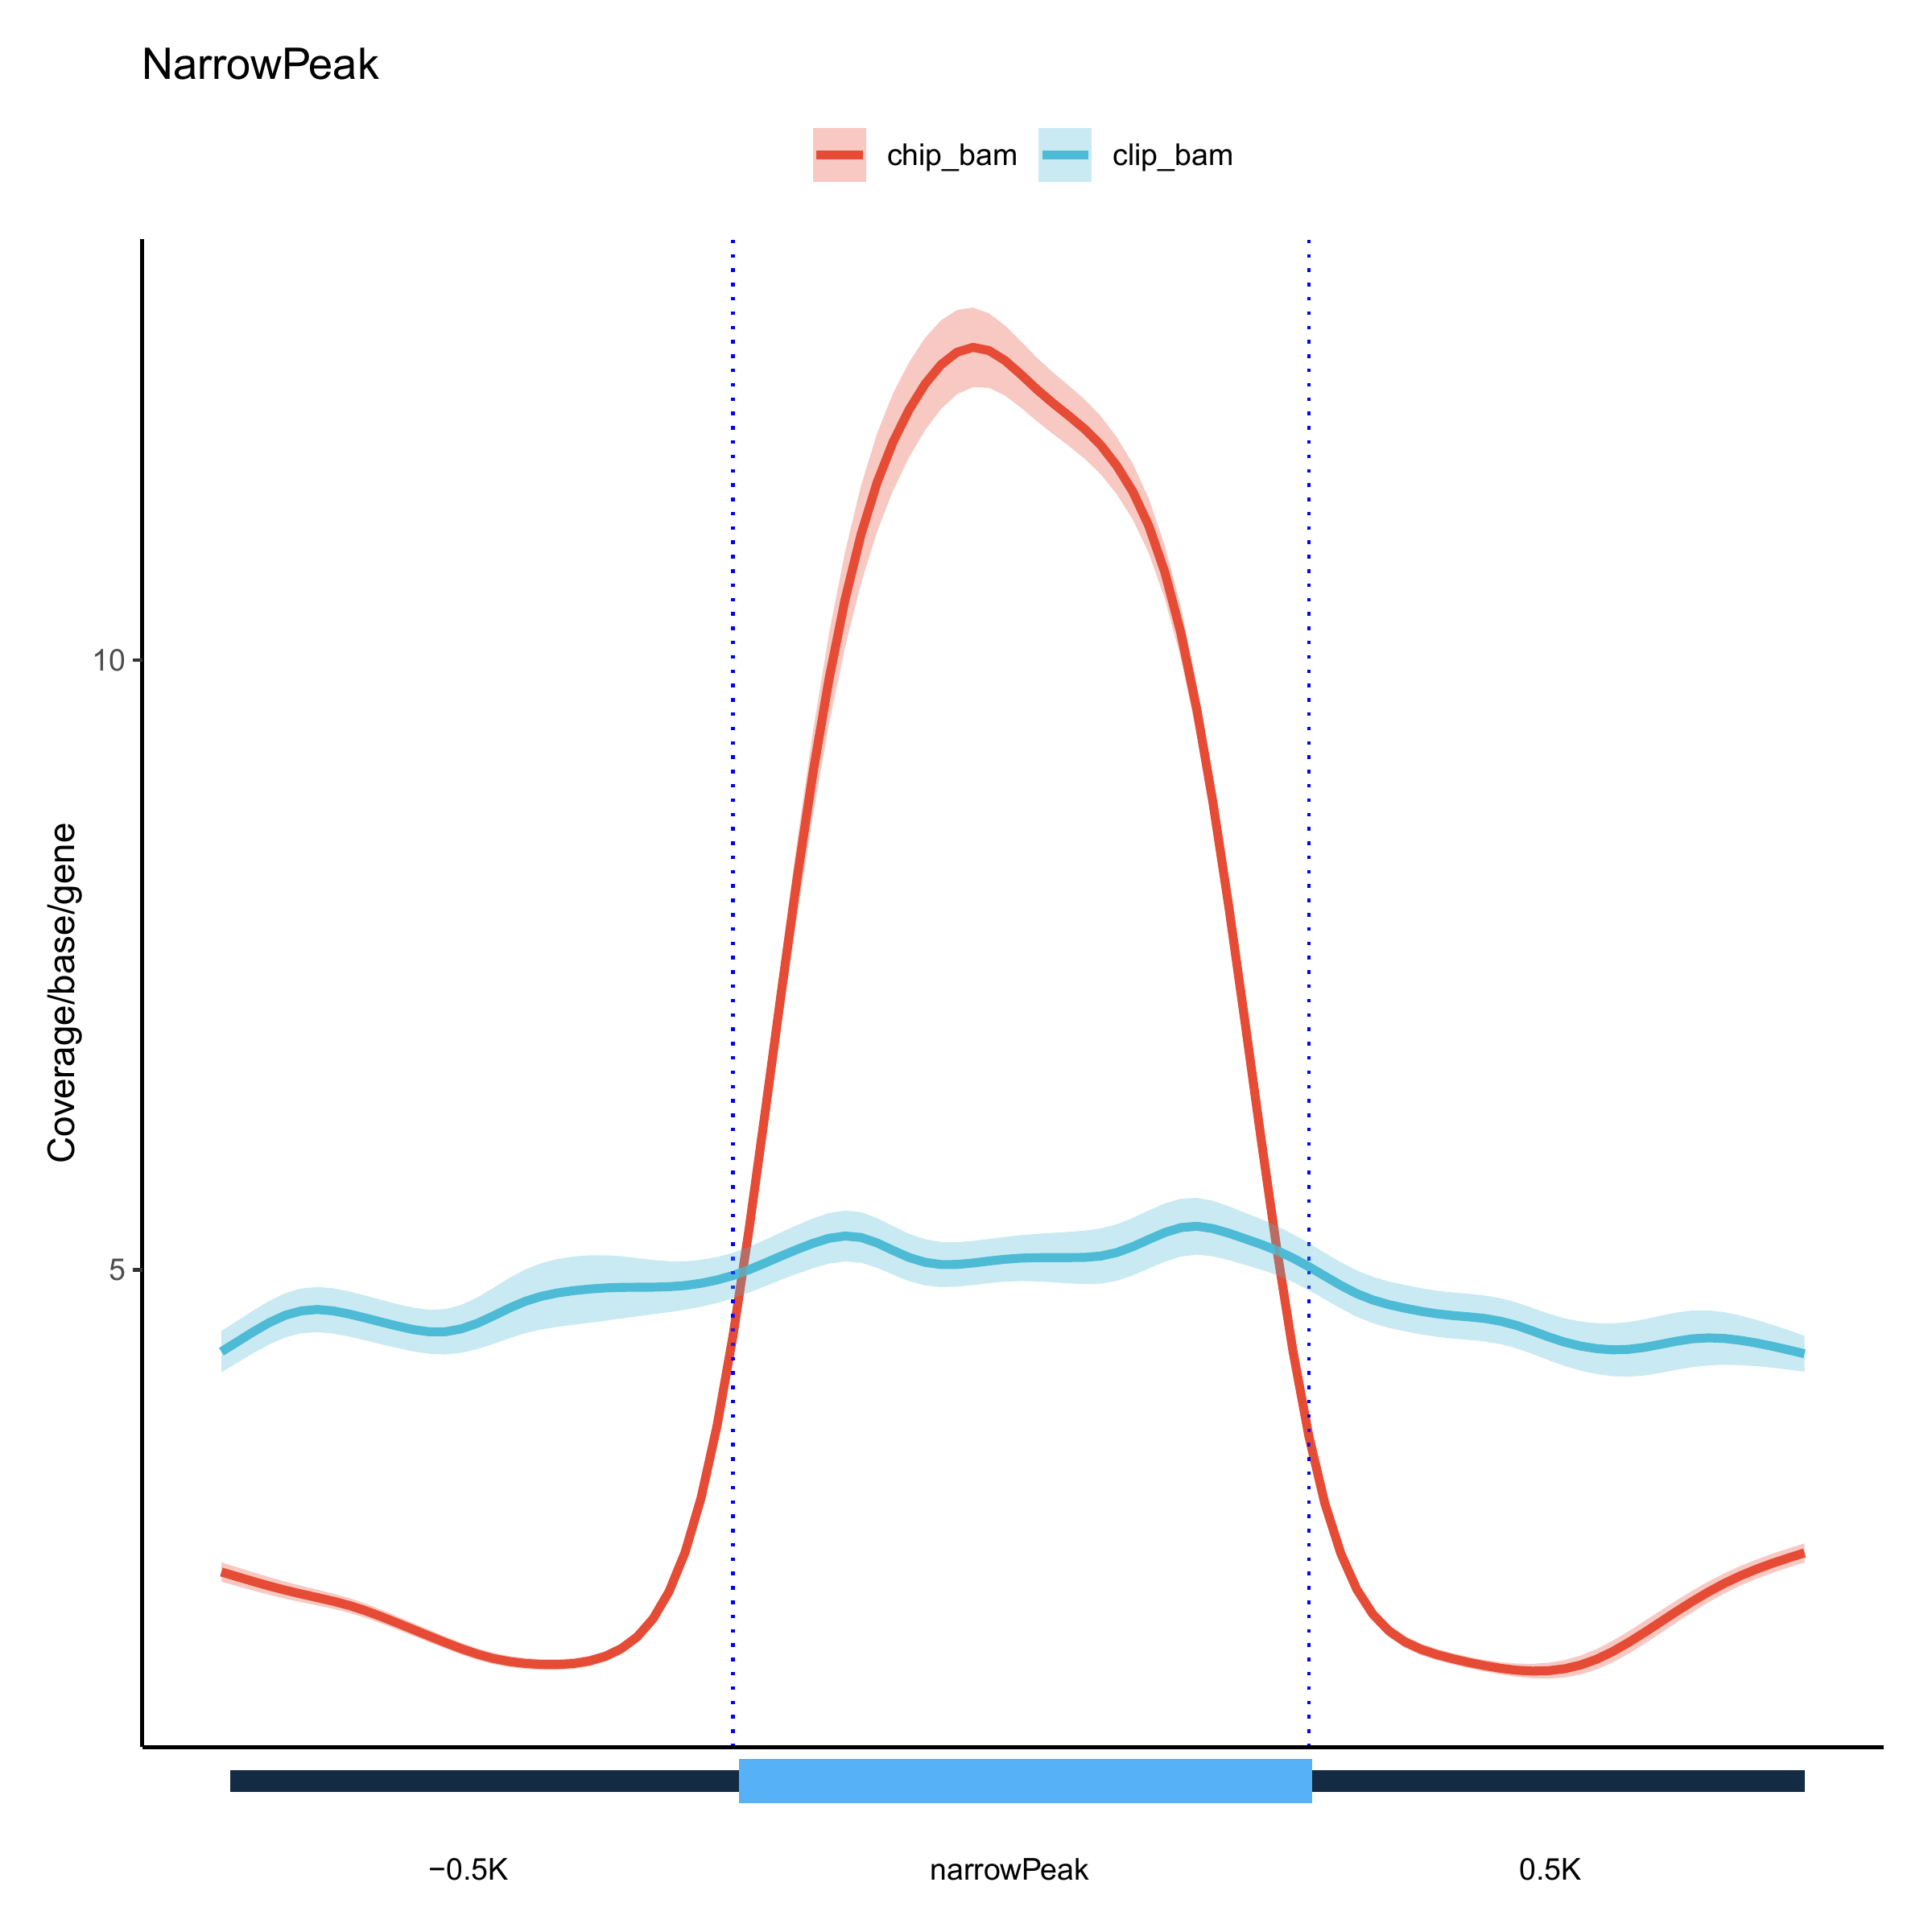 NarrowPeak
chip_bam clip_bam
10
5
Coverage/base/gene
−0.5K narrowPeak 0.5K